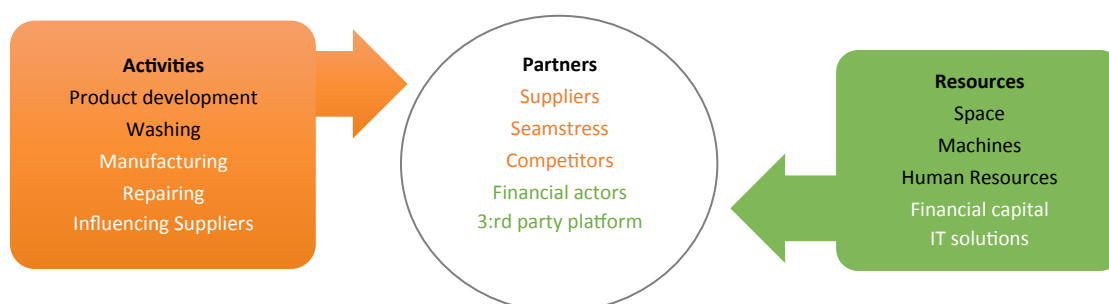 Activities
Product development
Washing
Manufacturing
Repairing
Influencing Suppliers
Partners
Suppliers
Seamstress
Competitors
Financial actors
3:rd party platform
Resources
Space
Machines
Human Resources
Financial capital
IT solutions